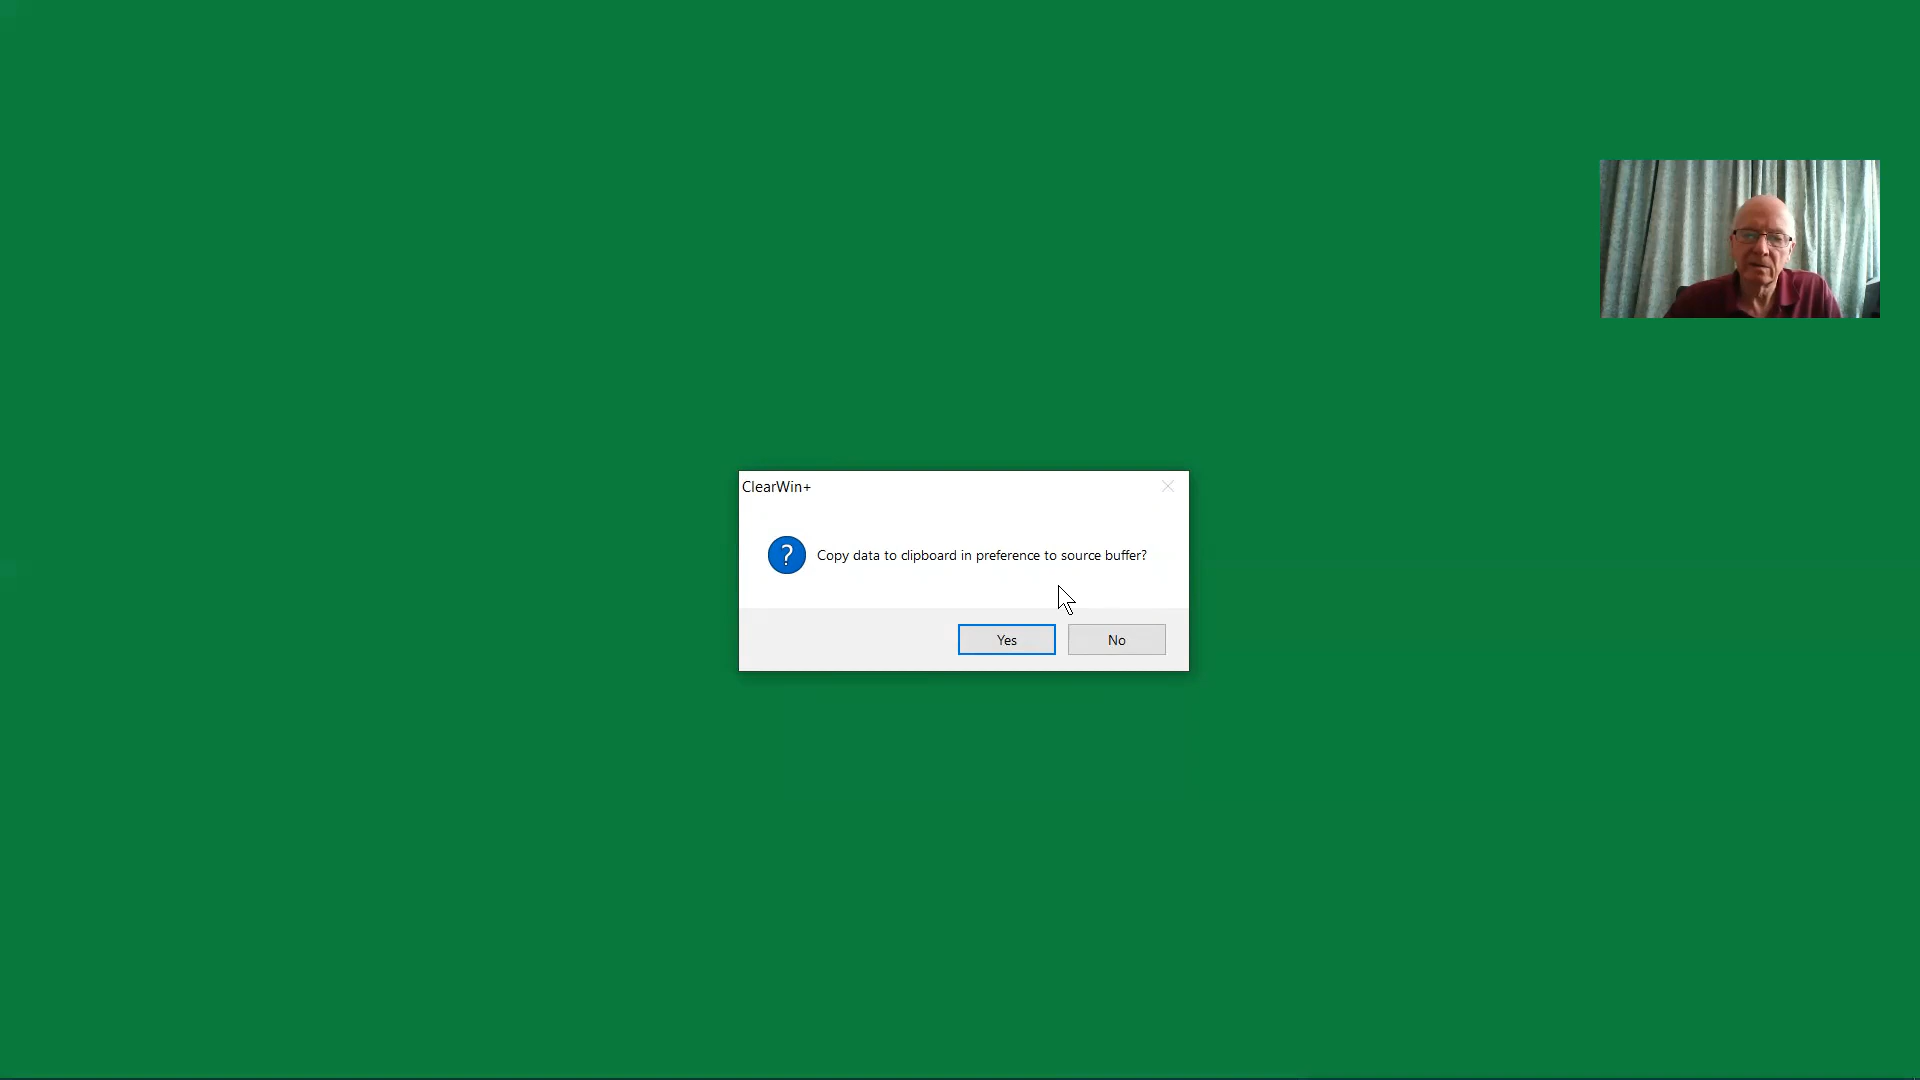 ClearWin+
?
Copy data to clipboard in preference to source buffer?
Yes
No